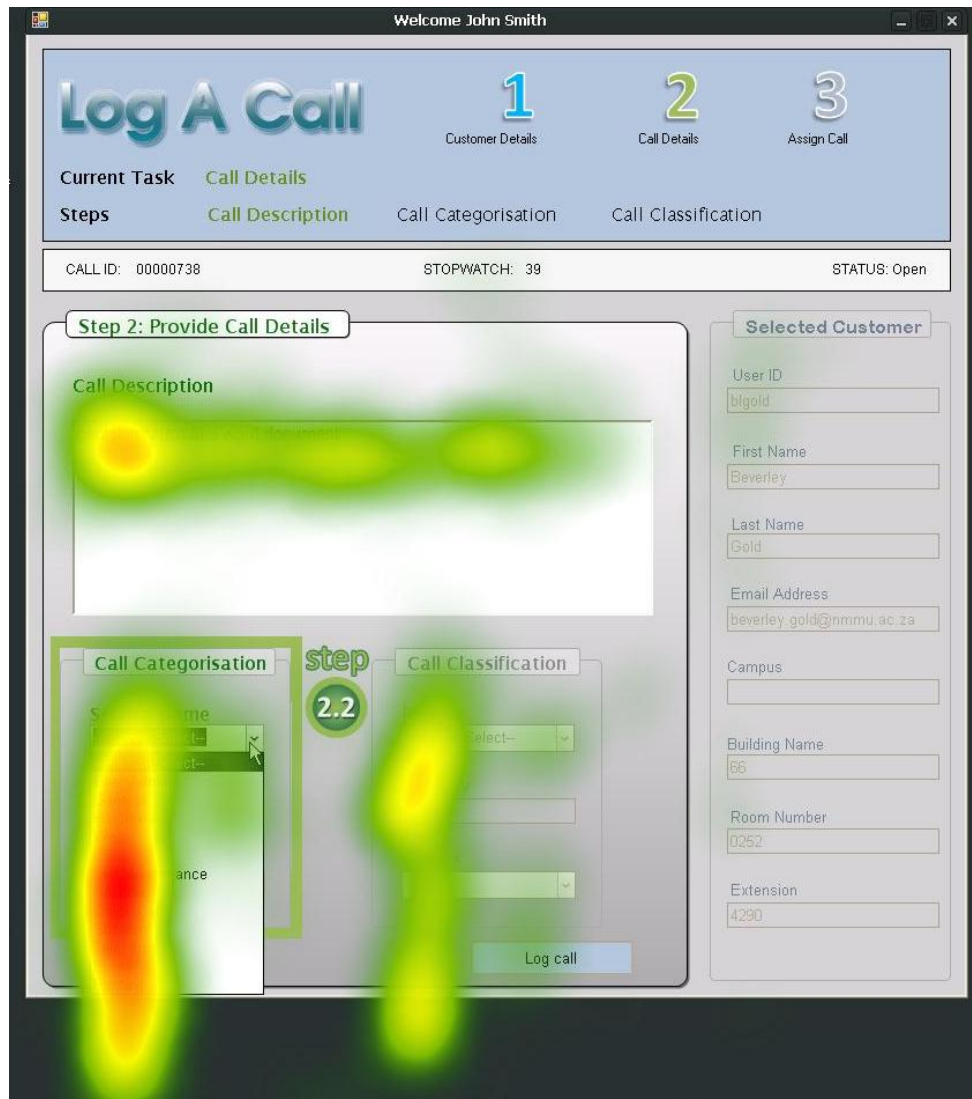 Welcome John Smith
Log A Call
1 2 3
Customer Details Call Details Assign Call
Current Task Call Details
Steps Call Description Call Categorisation Call Classification
CALL ID: 00000738 STOPWATCH: 39 STATUS: Open
Step 2: Provide Call Details
Call Description
Call Categorisation
step
2.2
Call Classification
Log call
Selected Customer
User ID
blgold
First Name
Beverley
Last Name
Gold
Email Address
beverley.gold@nmmu.ac.za
Campus
Building Name
66
Room Number
0252
Extension
4290